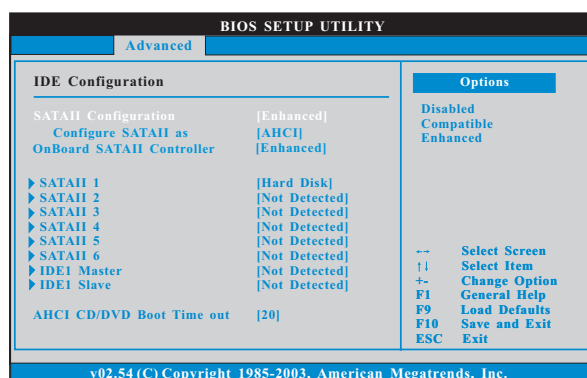 BIOS SETUP UTILITY
Advanced
IDE Configuration
SATAII Configuration [Enhanced]
Configure SATAII as [AHCI]
OnBoard SATAII Controller [Enhanced]
SATAII 1 [Hard Disk]
SATAII 2 [Not Detected]
SATAII 3 [Not Detected]
SATAII 4 [Not Detected]
SATAII 5 [Not Detected]
SATAII 6 [Not Detected]
IDE1 Master [Not Detected]
IDE1 Slave [Not Detected]
AHCI CD/DVD Boot Time out [20]
Options
Disabled
Compatible
Enhanced
←→ Select Screen
↑↓ Select Item
+- Change Option
F1 General Help
F9 Load Defaults
F10 Save and Exit
ESC Exit
v02.54 (C) Copyright 1985-2003, American Megatrends, Inc.